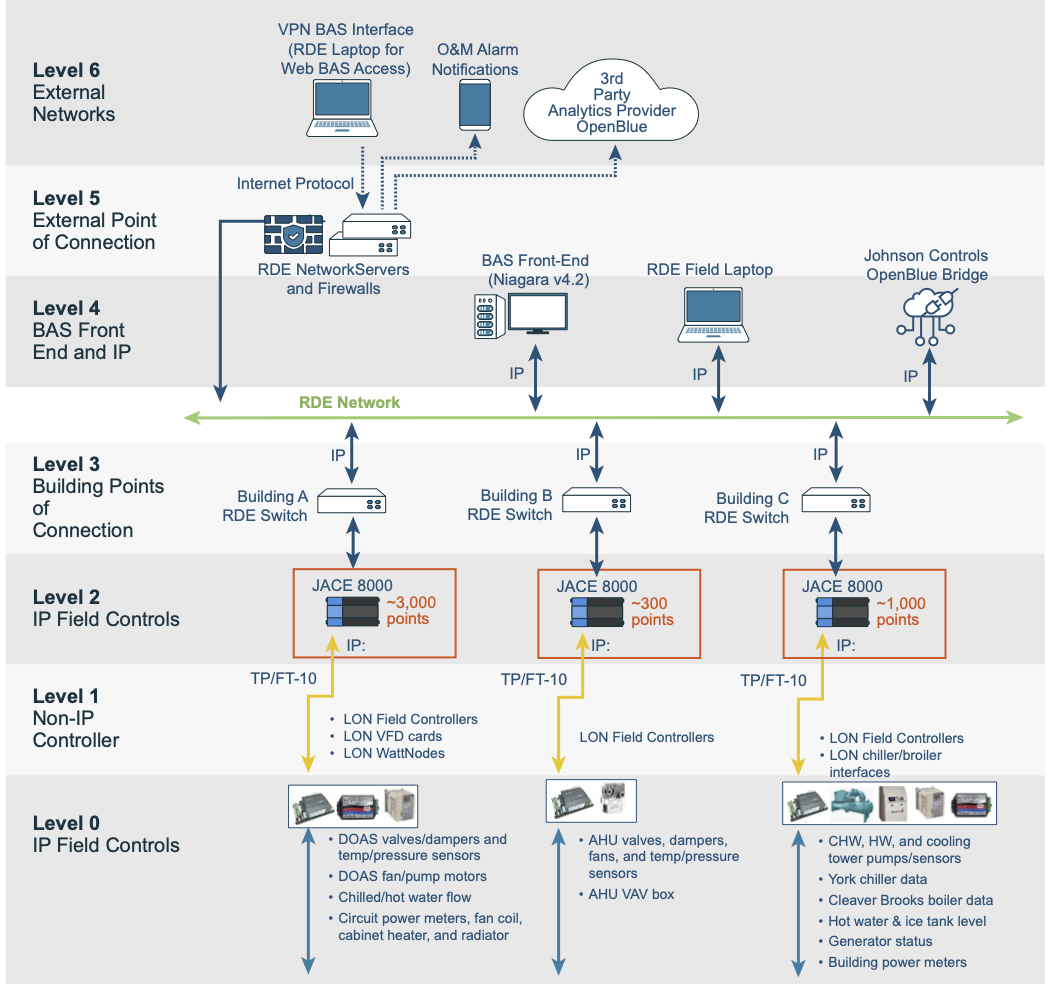 VPN BAS Interface
(RDE Laptop for
Web BAS Access)
O&M Alarm
Notifications
3rd
Party
Analytics Provider
OpenBlue
Level 6
External
Networks
Internet Protocol
Level 5
External Point
of Connection
RDE NetworkServers
and Firewalls
BAS Front-End
(Niagara v4.2)
RDE Field Laptop
Johnson Controls
OpenBlue Bridge
Level 4
BAS Front
End and IP
IP
IP
IP
RDE Network
Level 3
Building Points
of
Connection
IP
IP
IP
Building A
RDE Switch
Building B
RDE Switch
Building C
RDE Switch
Level 2
IP Field Controls
JACE 8000
~3,000
points
IP:
JACE 8000
~300
points
IP:
JACE 8000
~1,000
points
IP:
Level 1
Non-IP
Controller
TP/FT-10
• LON Field Controllers
• LON VFD cards
• LON WattNodes
TP/FT-10
LON Field Controllers
TP/FT-10
• LON Field Controllers
• LON chiller/broiler
interfaces
Level 0
IP Field Controls
• DOAS valves/dampers and
temp/pressure sensors
• DOAS fan/pump motors
• Chilled/hot water flow
• Circuit power meters, fan coil,
cabinet heater, and radiator
• AHU valves, dampers,
fans, and temp/pressure
sensors
• AHU VAV box
• CHW, HW, and cooling
tower pumps/sensors
• York chiller data
• Cleaver Brooks boiler data
• Hot water & ice tank level
• Generator status
• Building power meters